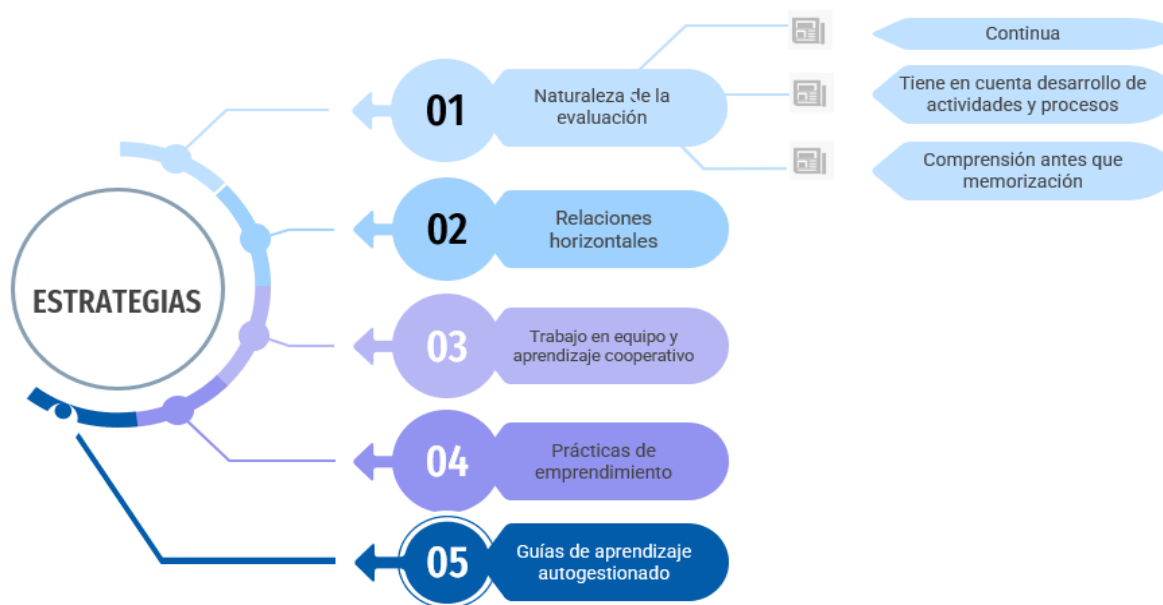 ESTRATEGIAS
01
Naturaleza de la
evaluación
Continua
Tiene en cuenta desarrollo de
actividades y procesos
Comprensión antes que
memorización
02
Relaciones
horizontales
03
Trabajo en equipo y
aprendizaje cooperativo
04
Prácticas de
emprendimiento
05
Guías de aprendizaje
autogestionado